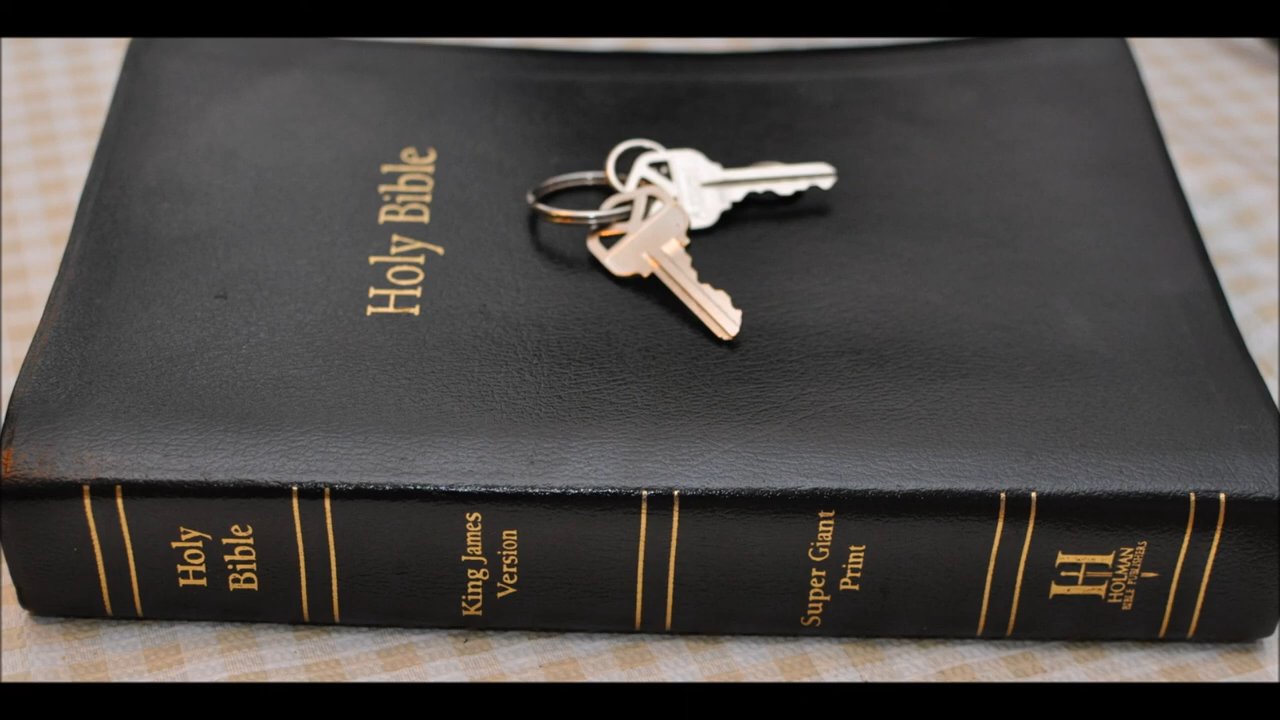 Holy Bible
Holy
Bible
King James
Version
Super Giant
Print
HOLMAN
BIBLE PUBLISHERS